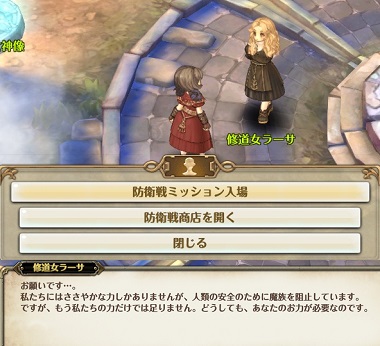 神像
修道女ラーサ
防衛戦ミッション入場
防衛戦商店を開く
閉じる
修道女ラーサ
お願いです…。
私たちにはささやかな力しかありませんが、人類の安全のために魔族を阻止しています。
ですが、もう私たちの力だけでは足りません。どうしても、あなたのお力が必要なのです。